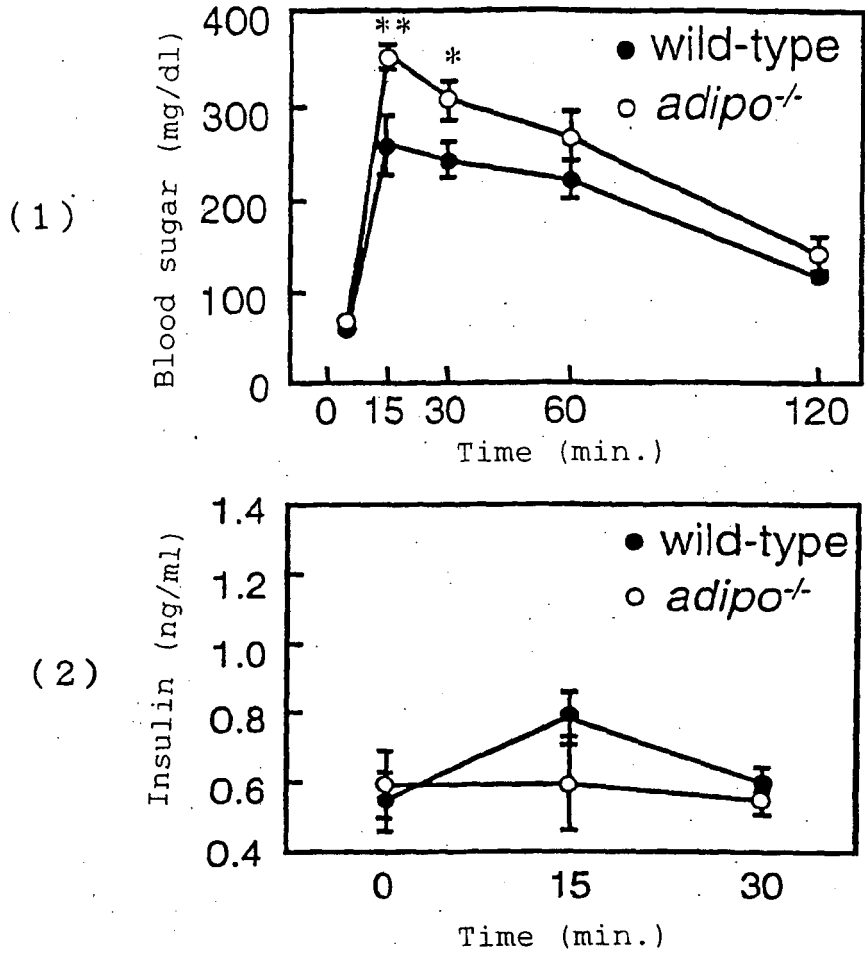 (1)
Blood sugar (mg/dl)
400
300
200
100
0
** *
● wild-type
○ adipo-/-
0 15 30 60 120
Time (min.)
(2)
Insulin (ng/ml)
1.4
1.2
1.0
0.8
0.6
0.4
● wild-type
○ adipo-/-
0 15 30
Time (min.)